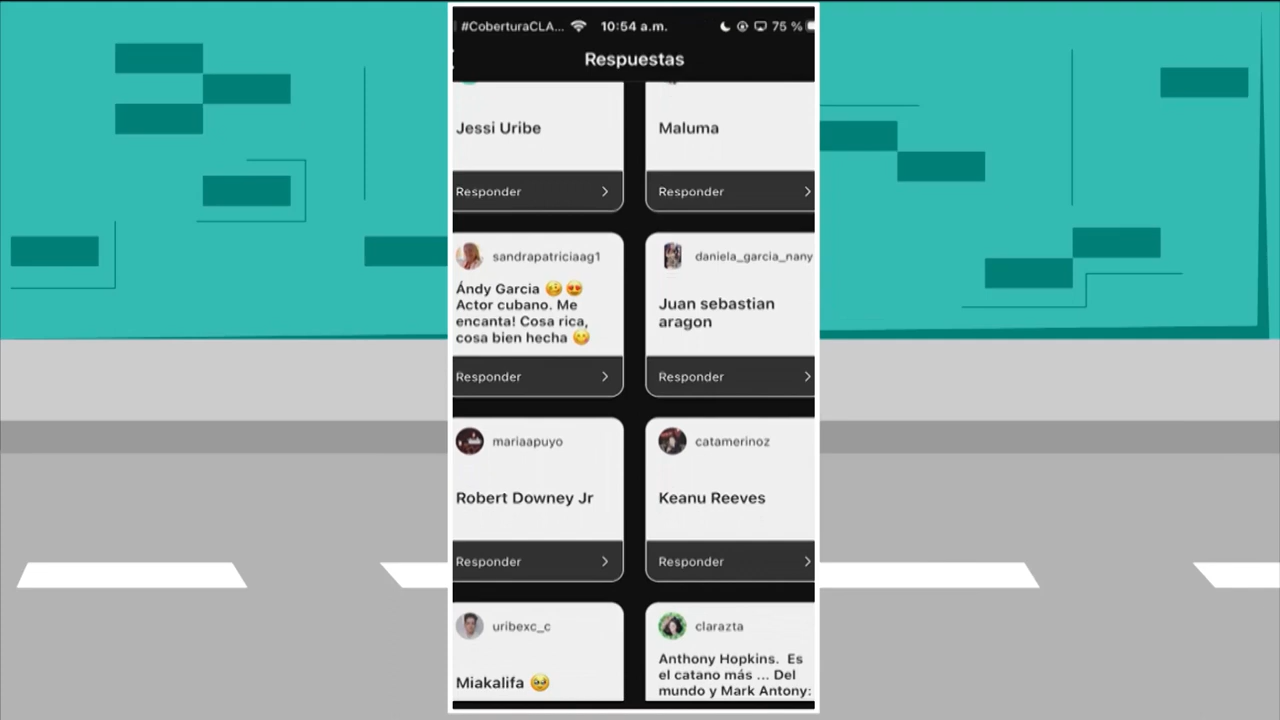 #CoberturaCLA... 10:54 a.m. 75 %
Respuestas
Jessi Uribe
Responder
Maluma
Responder
sandrapatriciaag1
Ándy Garcia 🥲😍
Actor cubano. Me
encanta! Cosa rica,
cosa bien hecha 😋
Responder
daniela_garcia_nany
Juan sebastian
aragon
Responder
mariaapuyo
Robert Downey Jr
Responder
catamerinoz
Keanu Reeves
Responder
uribexc_c
Miakalifa 🥹
clarazta
Anthony Hopkins. Es
el catano más ... Del
mundo y Mark Antony: